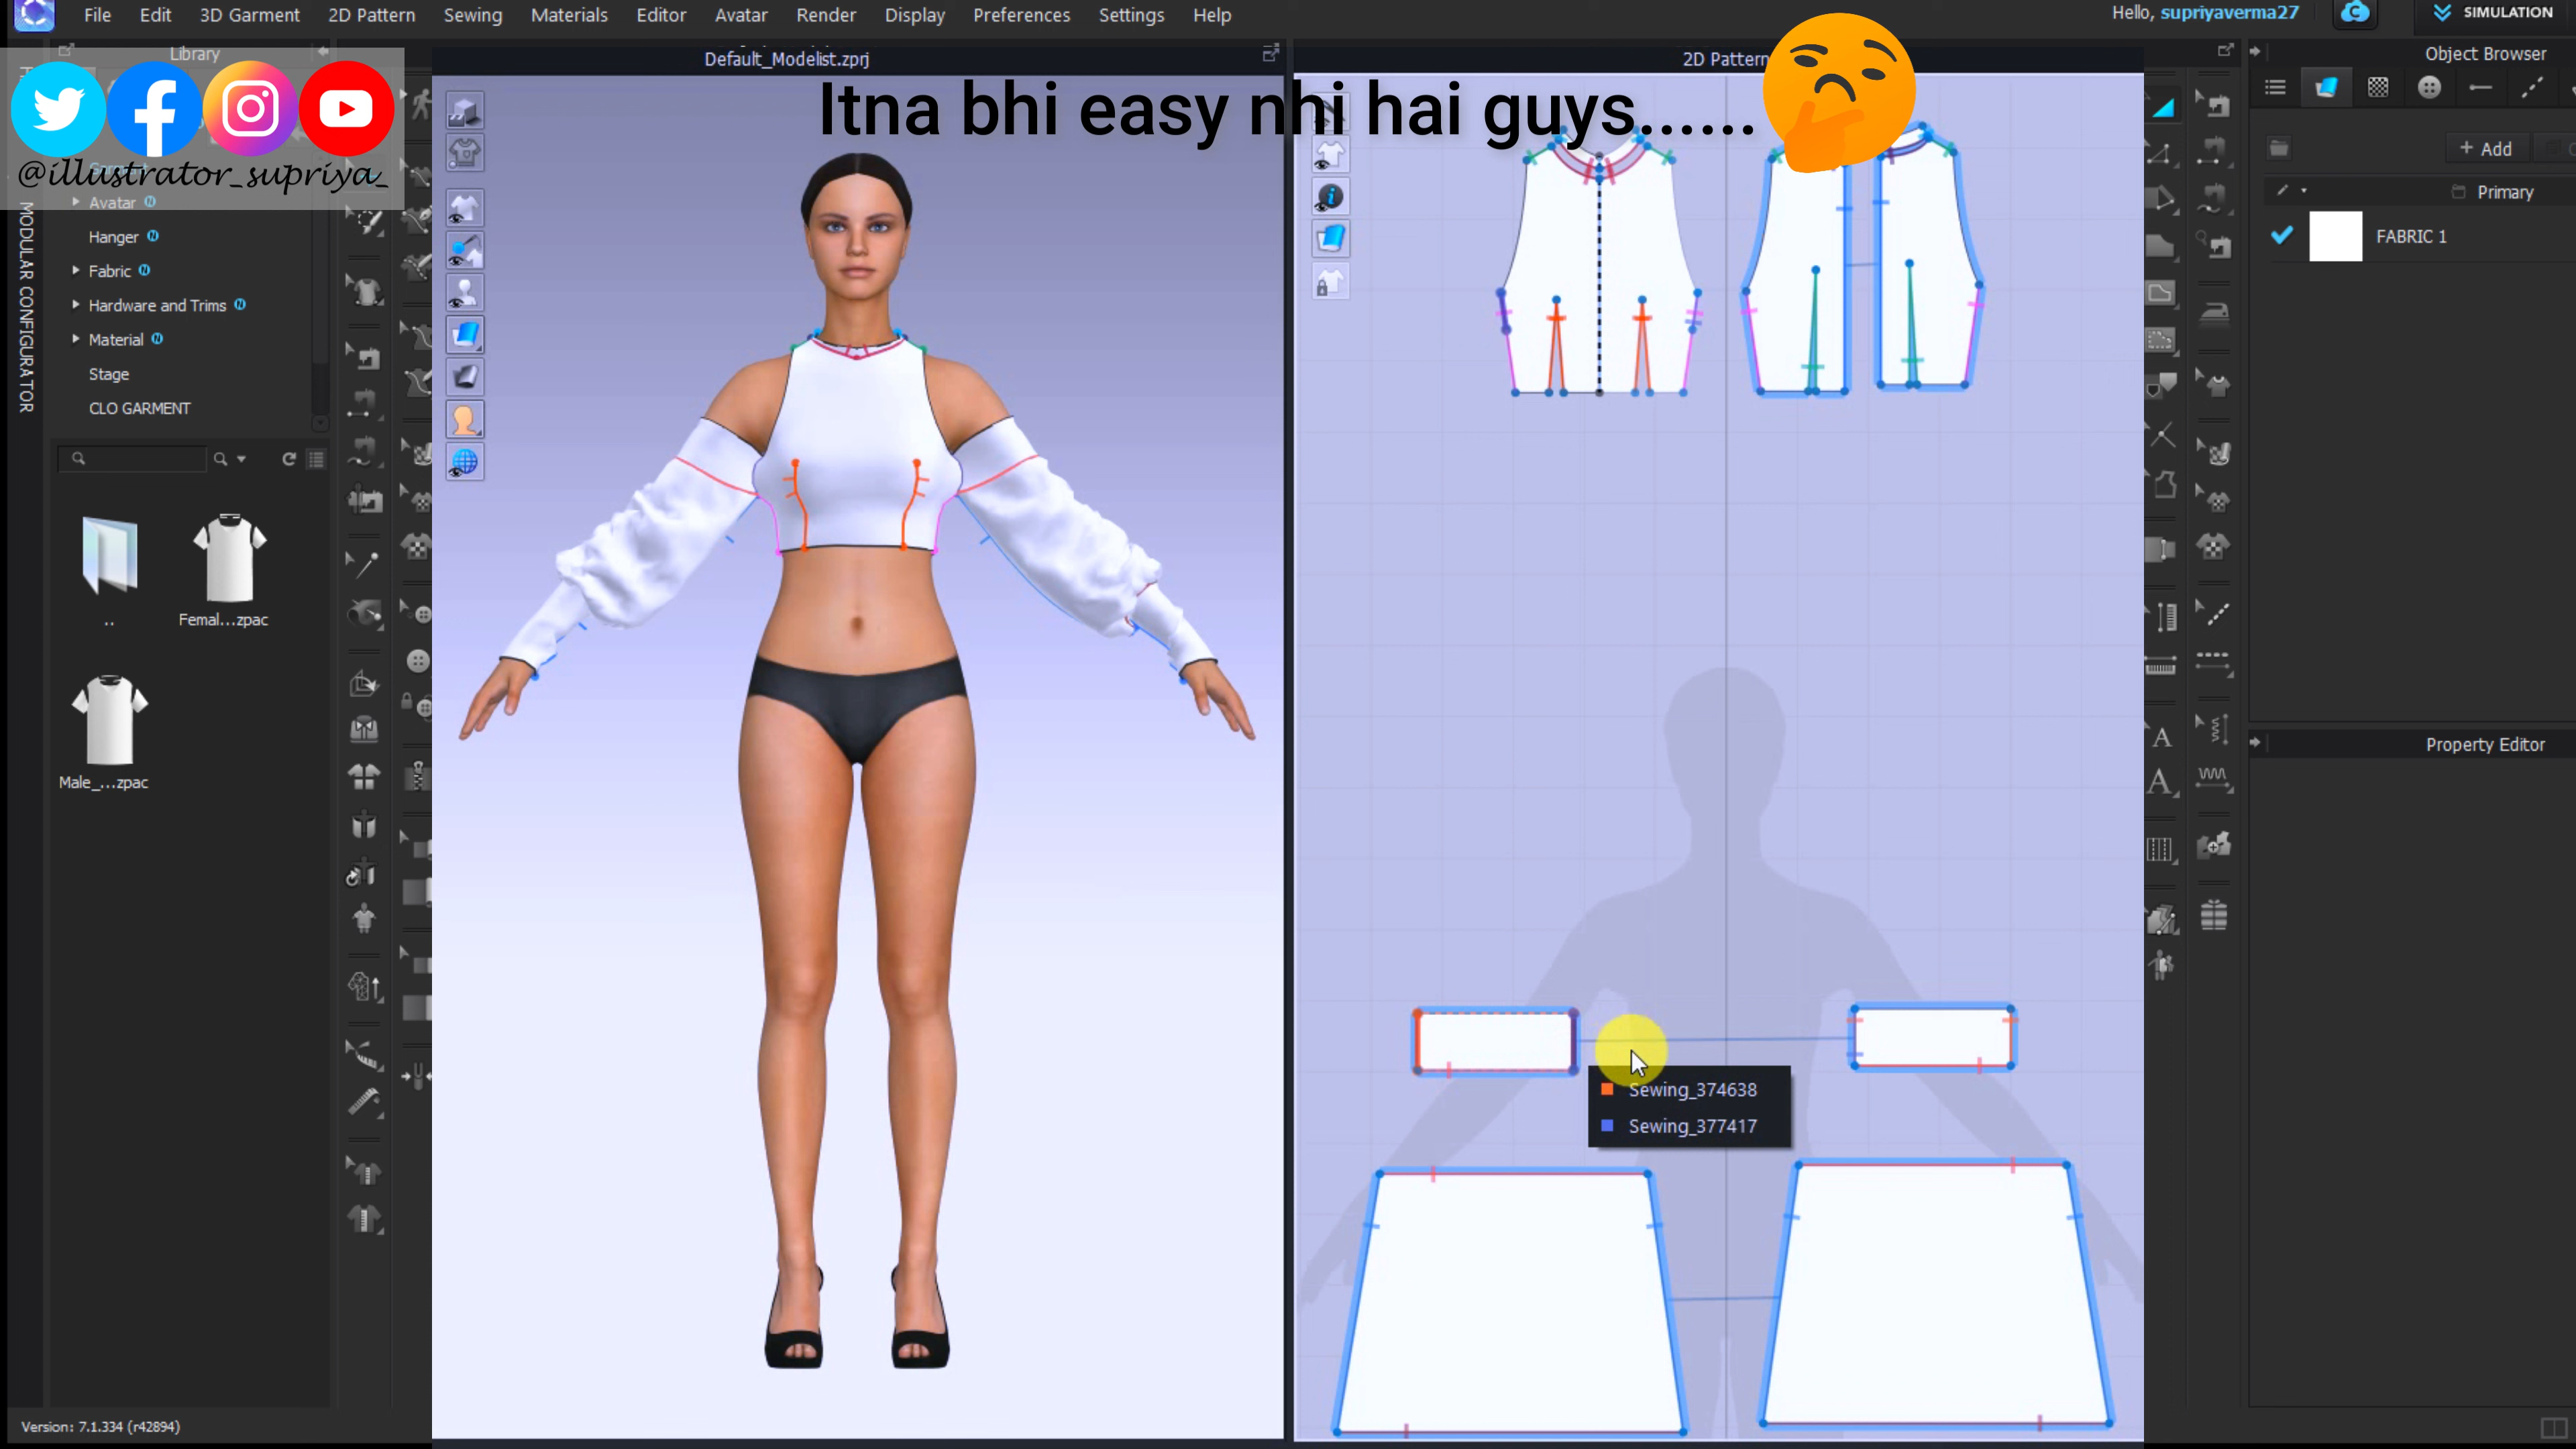 File Edit 3D Garment 2D Pattern Sewing Materials Editor Avatar Render Display Preferences Settings Help
Hello, supriyaverma27
SIMULATION
Library
Default_Modelist.zprj
2D Pattern
Object Browser
Itna bhi easy nhi hai guys......
@illustrator_supriya_
+ Add
Primary
FABRIC 1
Avatar
Hanger
Fabric
Hardware and Trims
Material
Stage
CLO GARMENT
MODULAR CONFIGURATOR
..
Femal...zpac
Male_...zpac
Property Editor
Sewing_374638
Sewing_377417
Version: 7.1.334 (r42894)